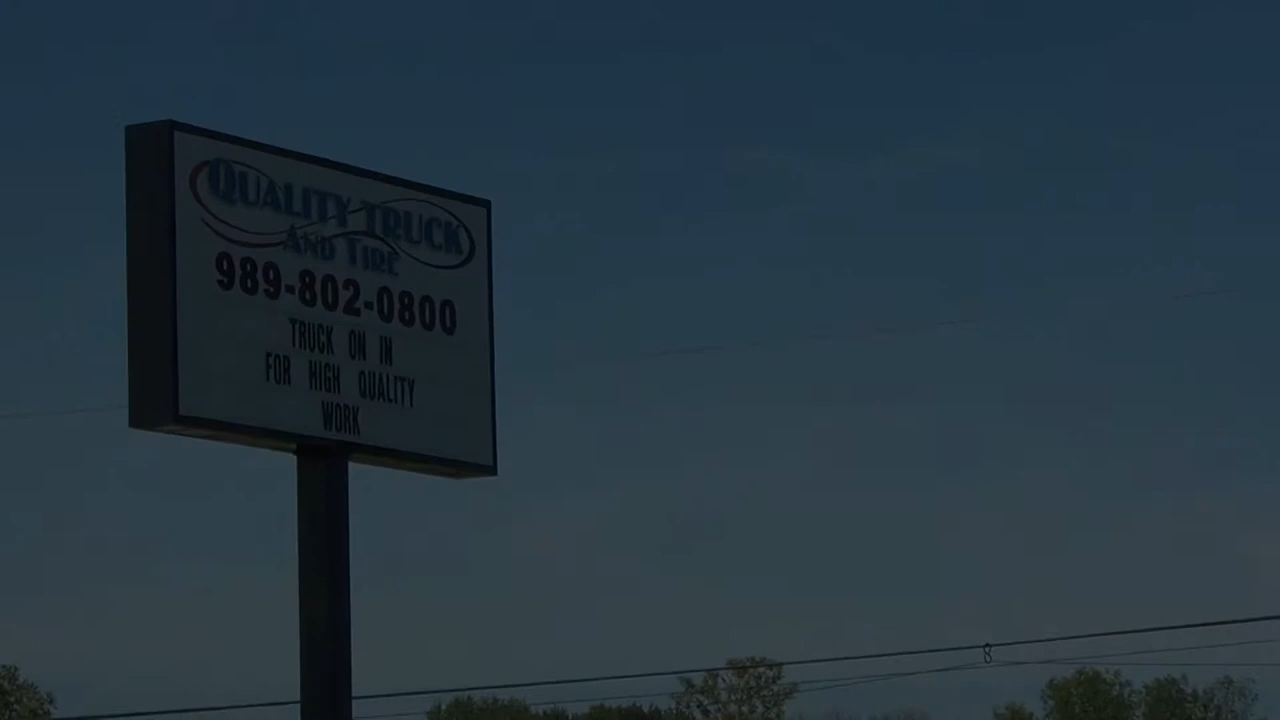 QUALITY TRUCK
AND TIRE
989-802-0800
TRUCK ON IN
FOR HIGH QUALITY
WORK